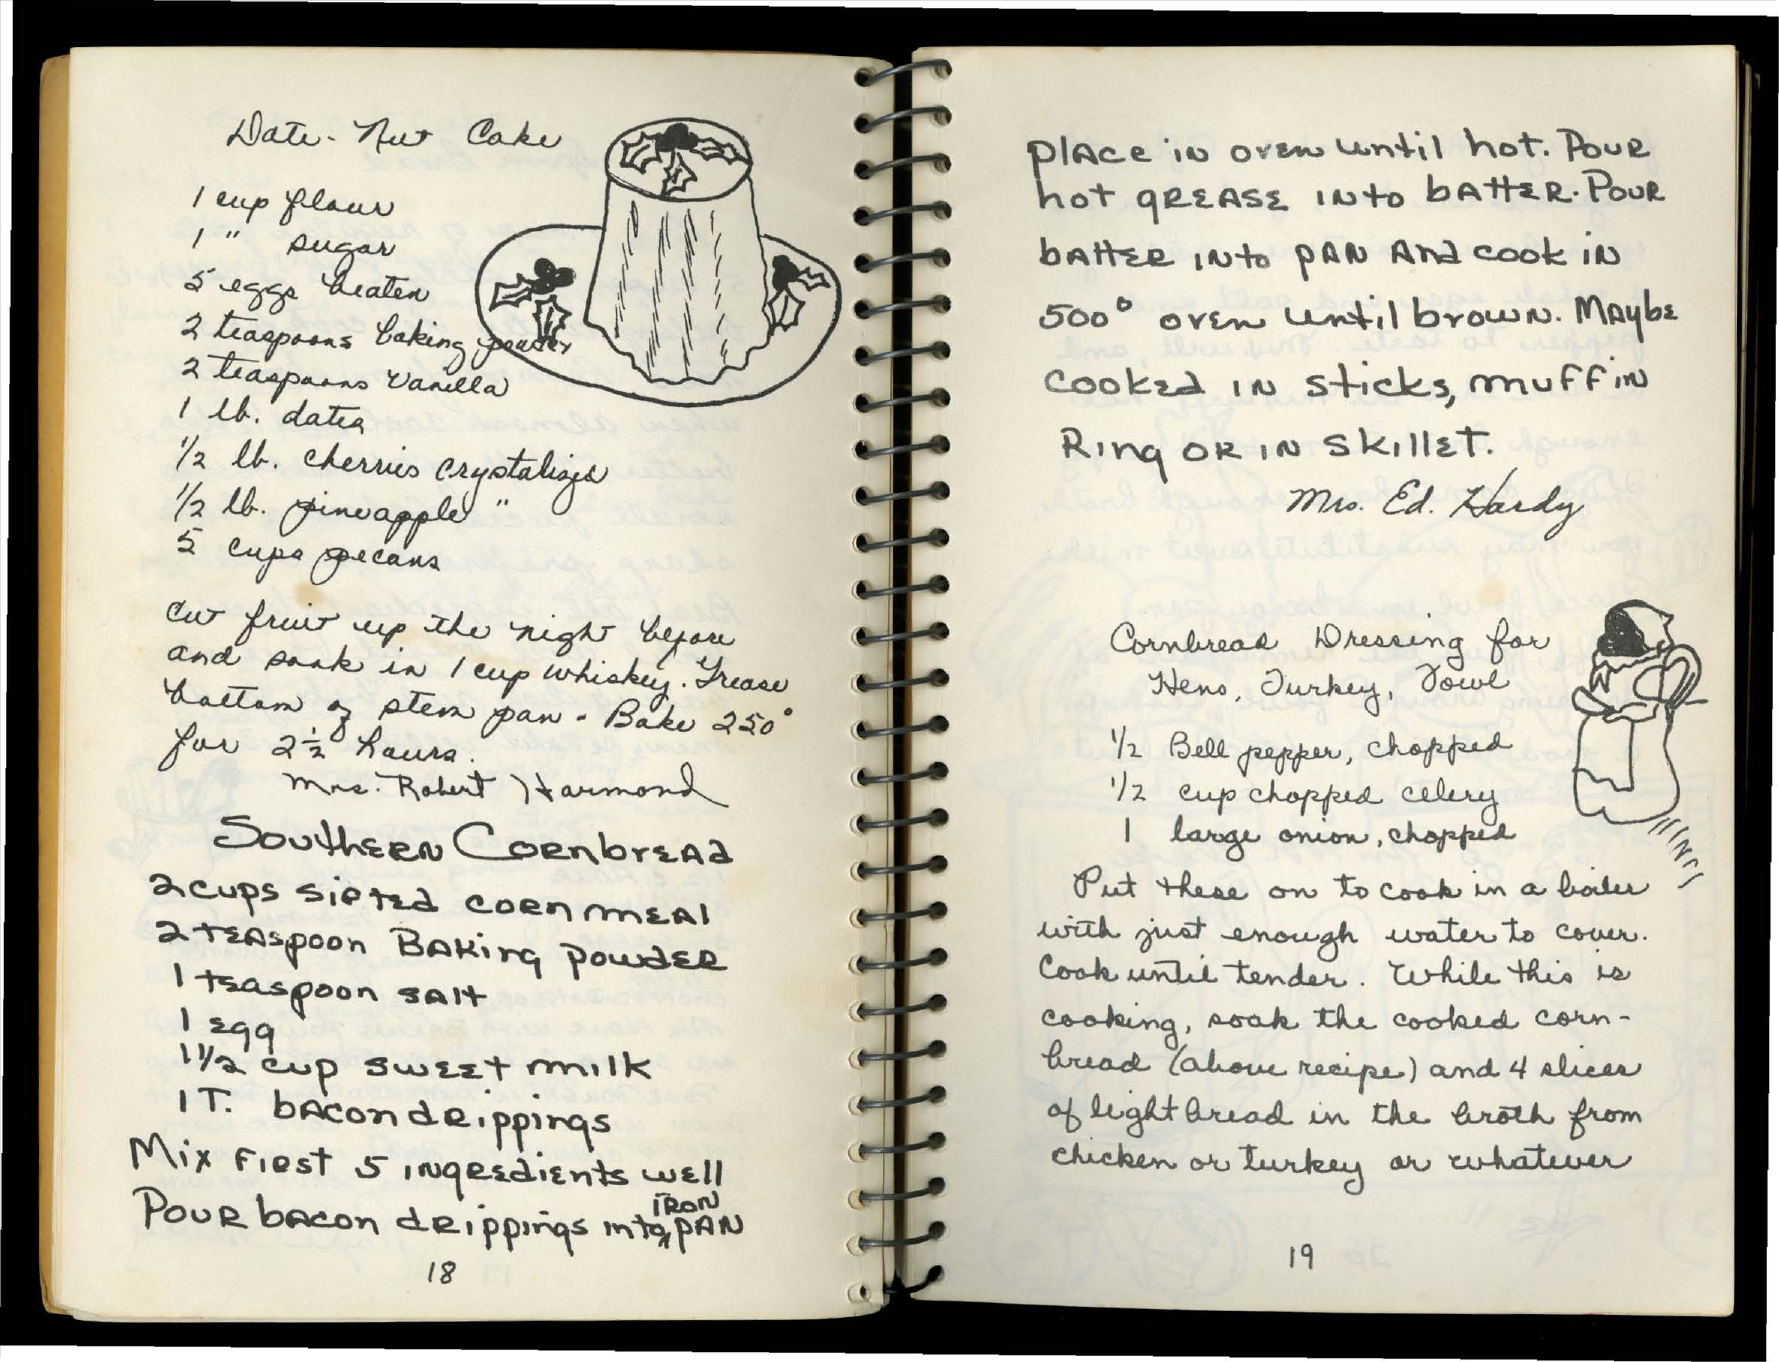 Date-Nut Cake
1 cup flour
1 " sugar
5 eggs beaten
2 teaspoons baking powder
2 teaspoons vanilla
1 lb. dates
1/2 lb. cherries crystalized
1/2 lb. pineapple "
5 cups pecans
Cut fruit up the night before
and soak in 1 cup whiskey. Grease
bottom of stem pan - Bake 250°
for 2 1/2 hours.
Mrs. Robert Harmond
Southern Cornbread
2 cups sifted corn meal
2 teaspoon Baking powder
1 teaspoon salt
1 egg
1 1/2 cup sweet milk
1 T. bacon drippings
Mix first 5 ingredients well
Pour bacon drippings into iron pan
18
place in oven until hot. Pour
hot grease into batter. Pour
batter into pan and cook in
500° oven until brown. Maybe
cooked in sticks, muffin
Ring or in skillet.
Mrs. Ed. Hardy
Cornbread Dressing for
Hens, Turkey, Fowl
1/2 Bell pepper, chopped
1/2 cup chopped celery
1 large onion, chopped
Put these on to cook in a boiler
with just enough water to cover.
Cook until tender. While this is
cooking, soak the cooked corn-
bread (above recipe) and 4 slices
of light bread in the broth from
chicken or turkey or whatever
19